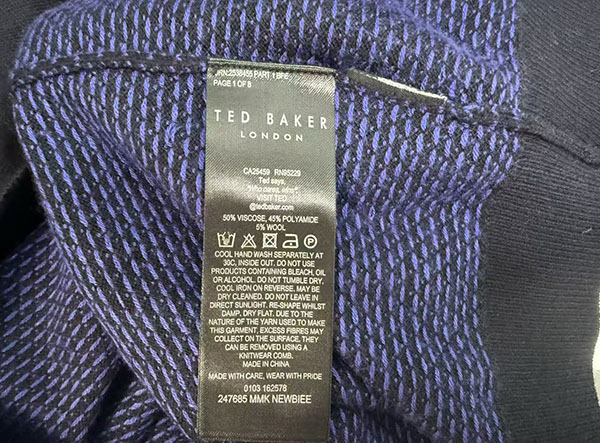 PAGE 1 OF 8
TED BAKER
LONDON
CA25459 RN95229
Ted says,
VISIT TED
@tedbaker.com
50% VISCOSE, 45% POLYAMIDE
5% WOOL
COOL HAND WASH SEPARATELY AT
30C, INSIDE OUT. DO NOT USE
PRODUCTS CONTAINING BLEACH, OIL
OR ALCOHOL. DO NOT TUMBLE DRY.
COOL IRON ON REVERSE. MAY BE
DRY CLEANED. DO NOT LEAVE IN
DIRECT SUNLIGHT. RE-SHAPE WHILST
DAMP, DRY FLAT. DUE TO THE
NATURE OF THE YARN USED TO MAKE
THIS GARMENT, EXCESS FIBRES MAY
COLLECT ON THE SURFACE. THEY
CAN BE REMOVED USING A
KNITWEAR COMB.
MADE IN CHINA
MADE WITH CARE, WEAR WITH PRIDE
0103 162578
247685 MMK NEWBIEE